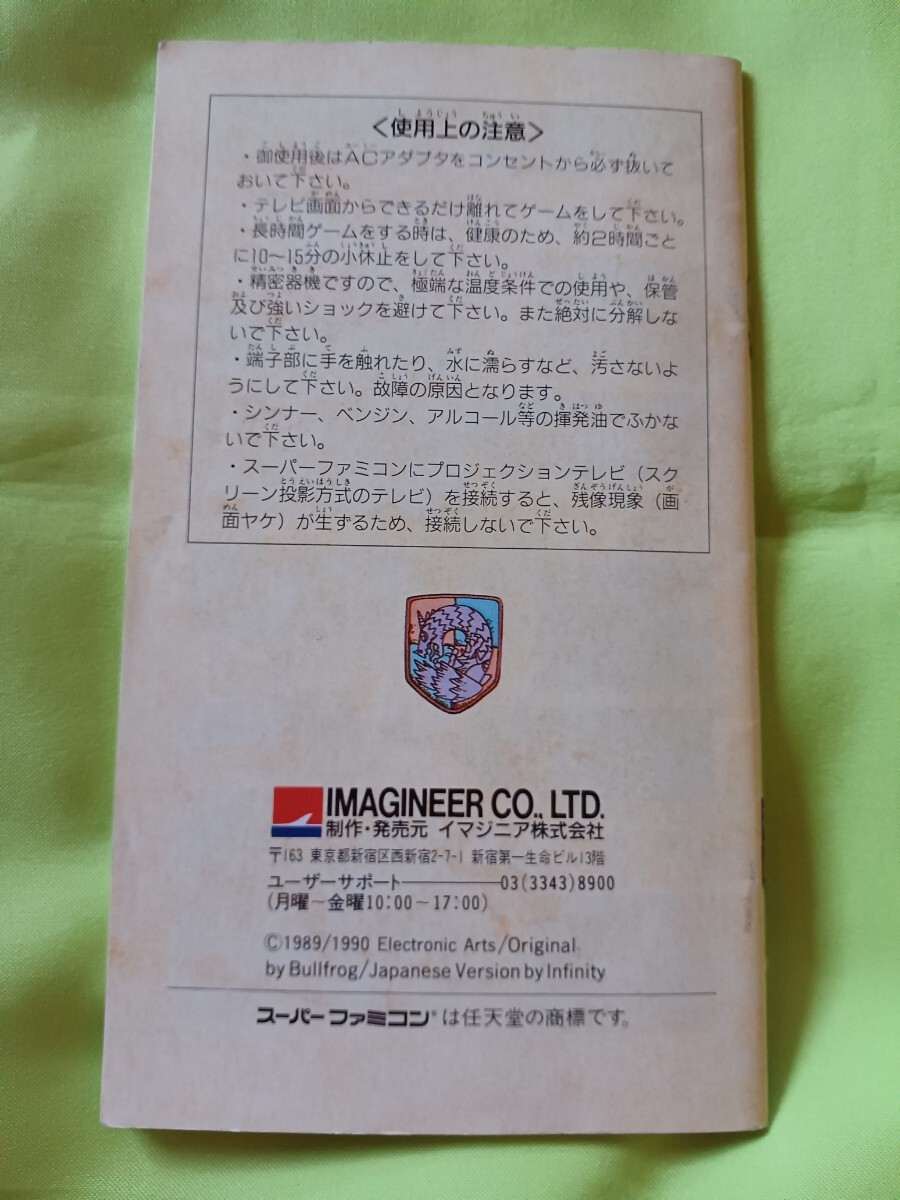 <使用上の注意>
・御使用後はACアダプタをコンセントから必ず抜いて
おいて下さい。
・テレビ画面からできるだけ離れてゲームをして下さい。
・長時間ゲームをする時は、健康のため、約2時間ごと
に10〜15分の小休止をして下さい。
・精密器機ですので、極端な温度条件での使用や、保管
及び強いショックを避けて下さい。また絶対に分解しな
いで下さい。
・端子部に手を触れたり、水に濡らすなど、汚さないよ
うにして下さい。故障の原因となります。
・シンナー、ベンジン、アルコール等の揮発油でふかな
いで下さい。
・スーパーファミコンにプロジェクションテレビ（スク
リーン投影方式のテレビ）を接続すると、残像現象（画
面ヤケ）が生ずるため、接続しないで下さい。
IMAGINEER CO., LTD.
制作・発売元 イマジニア株式会社
〒163 東京都新宿区西新宿2-7-1 新宿第一生命ビル13階
ユーザーサポート――――03(3343)8900
(月曜〜金曜10:00〜17:00)
©1989/1990 Electronic Arts/Original
by Bullfrog/Japanese Version by Infinity
スーパーファミコン®は任天堂の商標です。